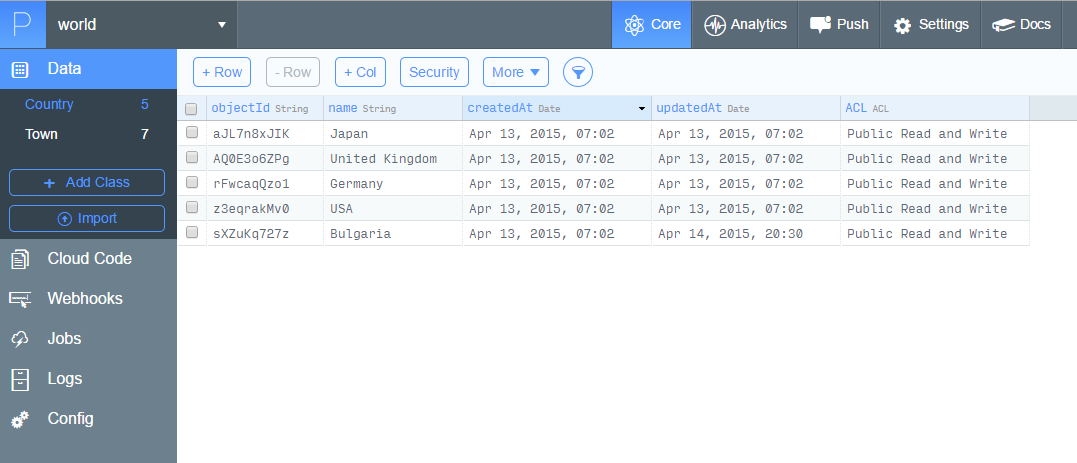 P world Core Analytics Push Settings Docs
Data + Row - Row + Col Security More
Country 5
Town 7
+ Add Class
Import
Cloud Code
Webhooks
Jobs
Logs
Config
objectId String name String createdAt Date updatedAt Date ACL ACL
aJL7n8xJIK Japan Apr 13, 2015, 07:02 Apr 13, 2015, 07:02 Public Read and Write
AQ0E3o6ZPg United Kingdom Apr 13, 2015, 07:02 Apr 13, 2015, 07:02 Public Read and Write
rFwcaqQzo1 Germany Apr 13, 2015, 07:02 Apr 13, 2015, 07:02 Public Read and Write
z3eqrakMv0 USA Apr 13, 2015, 07:02 Apr 13, 2015, 07:02 Public Read and Write
sXZuKq727z Bulgaria Apr 13, 2015, 07:02 Apr 14, 2015, 20:30 Public Read and Write